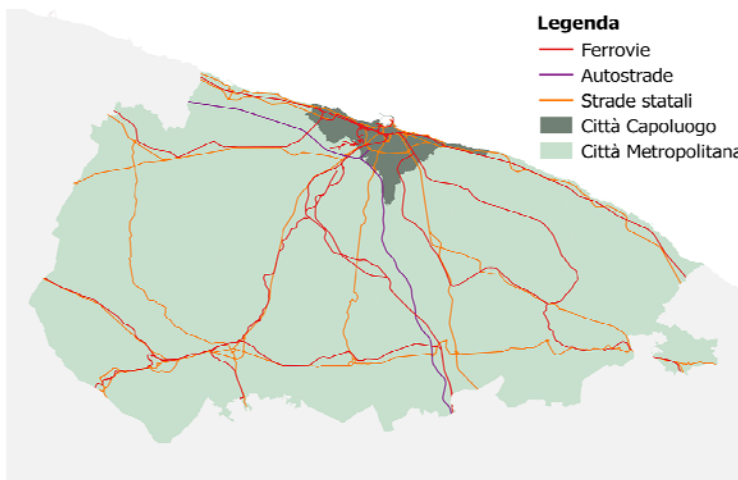 Legenda
Ferrovie
Autostrade
Strade statali
Città Capoluogo
Città Metropolitana